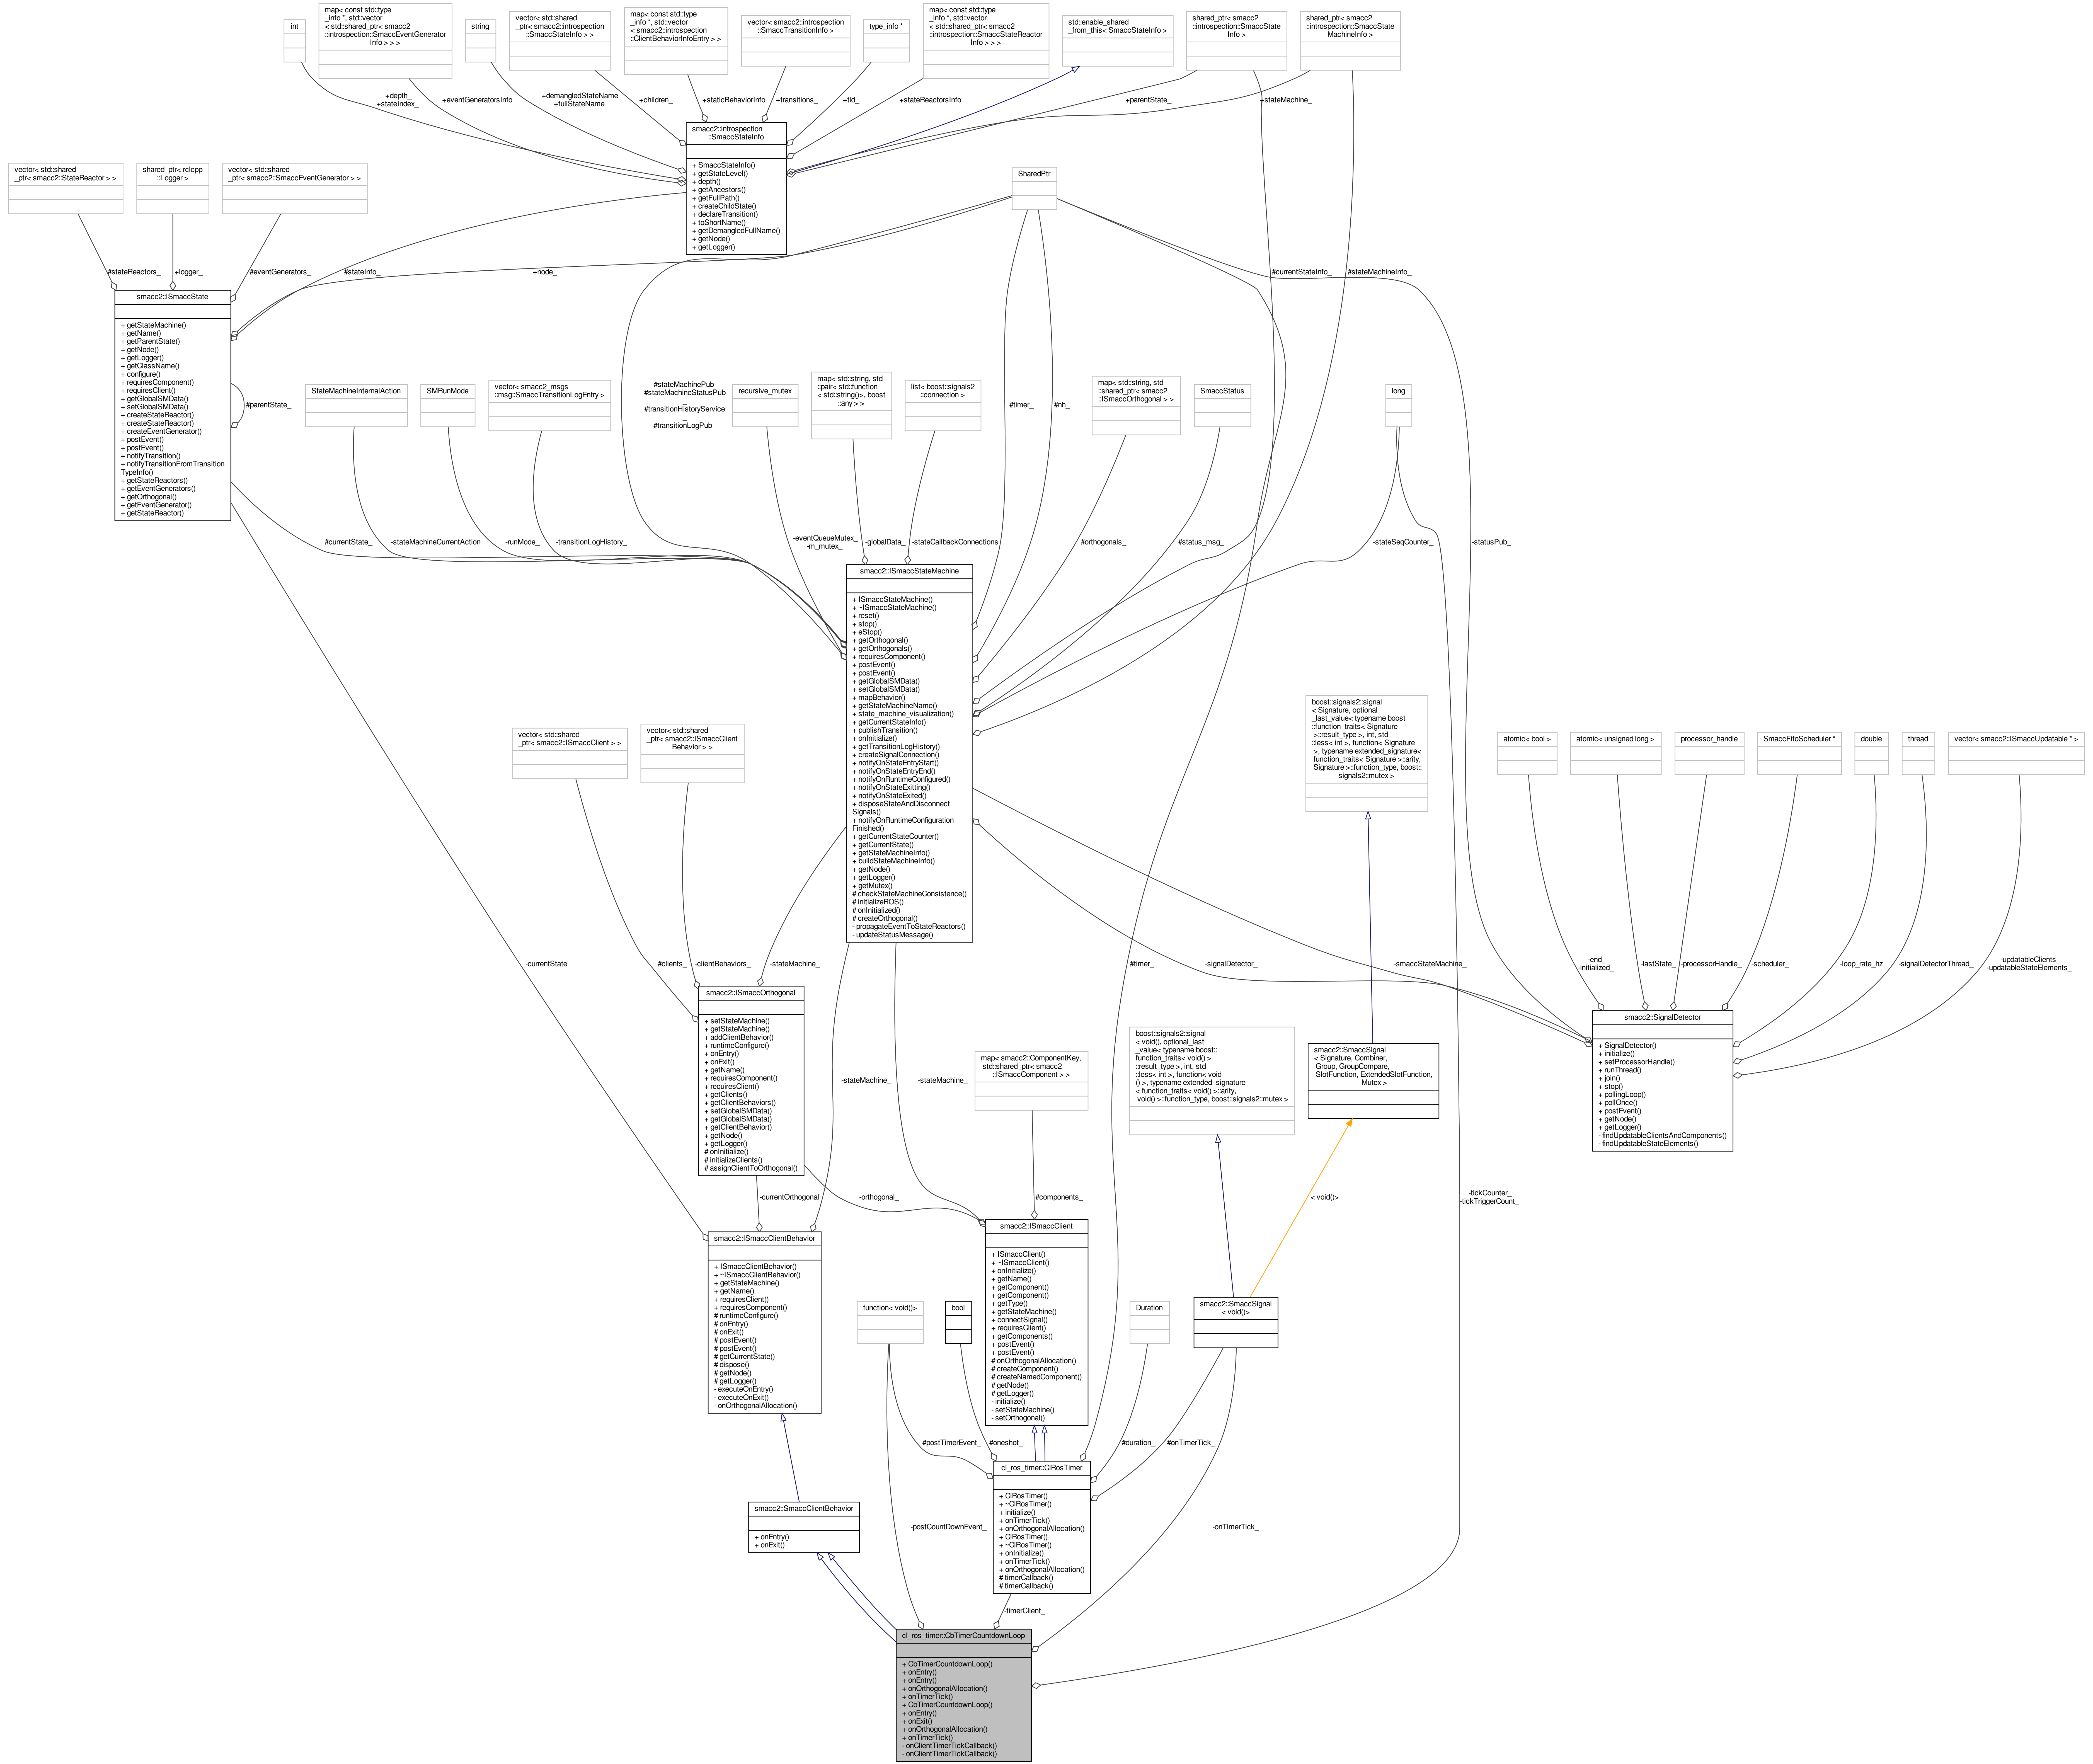 int
map< const std::type
_info *, std::vector
< std::shared_ptr< smacc2
::introspection::SmaccEventGenerator
Info > > >
string
vector< std::shared
_ptr< smacc2::introspection
::SmaccStateInfo > >
map< const std::type
_info *, std::vector
< smacc2::introspection
::ClientBehaviorInfoEntry > >
vector< smacc2::introspection
::SmaccTransitionInfo >
type_info *
map< const std::type
_info *, std::vector
< std::shared_ptr< smacc2
::introspection::SmaccStateReactor
Info > > >
std::enable_shared
_from_this< SmaccStateInfo >
shared_ptr< smacc2
::introspection::SmaccState
Info >
shared_ptr< smacc2
::introspection::SmaccState
MachineInfo >
+depth_
+stateIndex_
+eventGeneratorsInfo
+demangledStateName
+fullStateName
+children_
+staticBehaviorInfo
+transitions_
+tid_
+stateReactorsInfo
+parentState_
+stateMachine_
smacc2::introspection
::SmaccStateInfo
+ SmaccStateInfo()
+ getStateLevel()
+ depth()
+ getAncestors()
+ getFullPath()
+ createChildState()
+ declareTransition()
+ toShortName()
+ getDemangledFullName()
+ getNode()
+ getLogger()
vector< std::shared
_ptr< smacc2::StateReactor > >
shared_ptr< rclcpp
::Logger >
vector< std::shared
_ptr< smacc2::SmaccEventGenerator > >
SharedPtr
#stateReactors_
+logger_
#eventGenerators_
#stateInfo_
+node_
#currentStateInfo_
#stateMachineInfo_
smacc2::ISmaccState
+ getStateMachine()
+ getName()
+ getParentState()
+ getNode()
+ getLogger()
+ getClassName()
+ configure()
+ requiresComponent()
+ requiresClient()
+ getGlobalSMData()
+ setGlobalSMData()
+ createStateReactor()
+ createStateReactor()
+ createEventGenerator()
+ postEvent()
+ postEvent()
+ notifyTransition()
+ notifyTransitionFromTransition
TypeInfo()
+ getStateReactors()
+ getEventGenerators()
+ getOrthogonal()
+ getEventGenerator()
+ getStateReactor()
#parentState_
StateMachineInternalAction
SMRunMode
vector< smacc2_msgs
::msg::SmaccTransitionLogEntry >
#stateMachinePub_
#stateMachineStatusPub
_
#transitionHistoryService
_
#transitionLogPub_
recursive_mutex
map< std::string, std
::pair< std::function
< std::string()>, boost
::any > >
list< boost::signals2
::connection >
#timer_
#nh_
map< std::string, std
::shared_ptr< smacc2
::ISmaccOrthogonal > >
SmaccStatus
long
#currentState_
-stateMachineCurrentAction
-runMode_
-transitionLogHistory_
-eventQueueMutex_
-m_mutex_
-globalData_
-stateCallbackConnections
#orthogonals_
#status_msg_
-stateSeqCounter_
-statusPub_
smacc2::ISmaccStateMachine
+ ISmaccStateMachine()
+ ~ISmaccStateMachine()
+ reset()
+ stop()
+ eStop()
+ getOrthogonal()
+ getOrthogonals()
+ requiresComponent()
+ postEvent()
+ postEvent()
+ getGlobalSMData()
+ setGlobalSMData()
+ mapBehavior()
+ getStateMachineName()
+ state_machine_visualization()
+ getCurrentStateInfo()
+ publishTransition()
+ onInitialize()
+ getTransitionLogHistory()
+ createSignalConnection()
+ notifyOnStateEntryStart()
+ notifyOnStateEntryEnd()
+ notifyOnRuntimeConfigured()
+ notifyOnStateExitting()
+ notifyOnStateExited()
+ disposeStateAndDisconnect
Signals()
+ notifyOnRuntimeConfiguration
Finished()
+ getCurrentStateCounter()
+ getCurrentState()
+ getStateMachineInfo()
+ buildStateMachineInfo()
+ getNode()
+ getLogger()
+ getMutex()
# checkStateMachineConsistence()
# initializeROS()
# onInitialized()
# createOrthogonal()
- propagateEventToStateReactors()
- updateStatusMessage()
vector< std::shared
_ptr< smacc2::ISmaccClient > >
vector< std::shared
_ptr< smacc2::ISmaccClient
Behavior > >
boost::signals2::signal
< Signature, optional
_last_value< typename boost
::function_traits< Signature
>::result_type >, int, std
::less< int >, function< Signature
>, typename extended_signature<
function_traits< Signature >::arity,
Signature >::function_type, boost::
signals2::mutex >
atomic< bool >
atomic< unsigned long >
processor_handle
SmaccFifoScheduler *
double
thread
vector< smacc2::ISmaccUpdatable * >
-currentState
#clients_
-clientBehaviors_
-stateMachine_
-signalDetector_
#timer_
-smaccStateMachine_
-end_
-initialized_
-lastState_
-processorHandle_
-scheduler_
-loop_rate_hz
-signalDetectorThread_
-updatableClients_
-updatableStateElements_
smacc2::ISmaccOrthogonal
+ setStateMachine()
+ getStateMachine()
+ addClientBehavior()
+ runtimeConfigure()
+ onEntry()
+ onExit()
+ getName()
+ requiresComponent()
+ requiresClient()
+ getClients()
+ getClientBehaviors()
+ setGlobalSMData()
+ getGlobalSMData()
+ getClientBehavior()
+ getNode()
+ getLogger()
# onInitialize()
# initializeClients()
# assignClientToOrthogonal()
-stateMachine_
-stateMachine_
map< smacc2::ComponentKey,
std::shared_ptr< smacc2
::ISmaccComponent > >
boost::signals2::signal
< void(), optional_last
_value< typename boost::
function_traits< void() >
::result_type >, int, std
::less< int >, function< void
() >, typename extended_signature
< function_traits< void() >::arity,
void() >::function_type, boost::signals2::mutex >
smacc2::SmaccSignal
< Signature, Combiner,
Group, GroupCompare,
SlotFunction, ExtendedSlotFunction,
Mutex >
smacc2::SignalDetector
+ SignalDetector()
+ initialize()
+ setProcessorHandle()
+ runThread()
+ join()
+ stop()
+ pollingLoop()
+ pollOnce()
+ postEvent()
+ getNode()
+ getLogger()
- findUpdatableClientsAndComponents()
- findUpdatableStateElements()
-currentOrthogonal
-orthogonal_
#components_
< void()>
-tickCounter_
-tickTriggerCount_
smacc2::ISmaccClientBehavior
+ ISmaccClientBehavior()
+ ~ISmaccClientBehavior()
+ getStateMachine()
+ getName()
+ requiresClient()
+ requiresComponent()
# runtimeConfigure()
# onEntry()
# onExit()
# postEvent()
# postEvent()
# getCurrentState()
# dispose()
# getNode()
# getLogger()
- executeOnEntry()
- executeOnExit()
- onOrthogonalAllocation()
smacc2::ISmaccClient
+ ISmaccClient()
+ ~ISmaccClient()
+ onInitialize()
+ getName()
+ getComponent()
+ getComponent()
+ getType()
+ getStateMachine()
+ connectSignal()
+ requiresClient()
+ getComponents()
+ postEvent()
+ postEvent()
# onOrthogonalAllocation()
# createComponent()
# createNamedComponent()
# getNode()
# getLogger()
- initialize()
- setStateMachine()
- setOrthogonal()
function< void()>
bool
Duration
smacc2::SmaccSignal
< void()>
#postTimerEvent_
#oneshot_
#duration_
#onTimerTick_
cl_ros_timer::ClRosTimer
+ ClRosTimer()
+ ~ClRosTimer()
+ initialize()
+ onTimerTick()
+ onOrthogonalAllocation()
+ ClRosTimer()
+ ~ClRosTimer()
+ onInitialize()
+ onTimerTick()
+ onOrthogonalAllocation()
# timerCallback()
# timerCallback()
smacc2::SmaccClientBehavior
+ onEntry()
+ onExit()
-postCountDownEvent_
-onTimerTick_
-timerClient_
cl_ros_timer::CbTimerCountdownLoop
+ CbTimerCountdownLoop()
+ onEntry()
+ onEntry()
+ onOrthogonalAllocation()
+ onTimerTick()
+ CbTimerCountdownLoop()
+ onEntry()
+ onExit()
+ onOrthogonalAllocation()
+ onTimerTick()
- onClientTimerTickCallback()
- onClientTimerTickCallback()